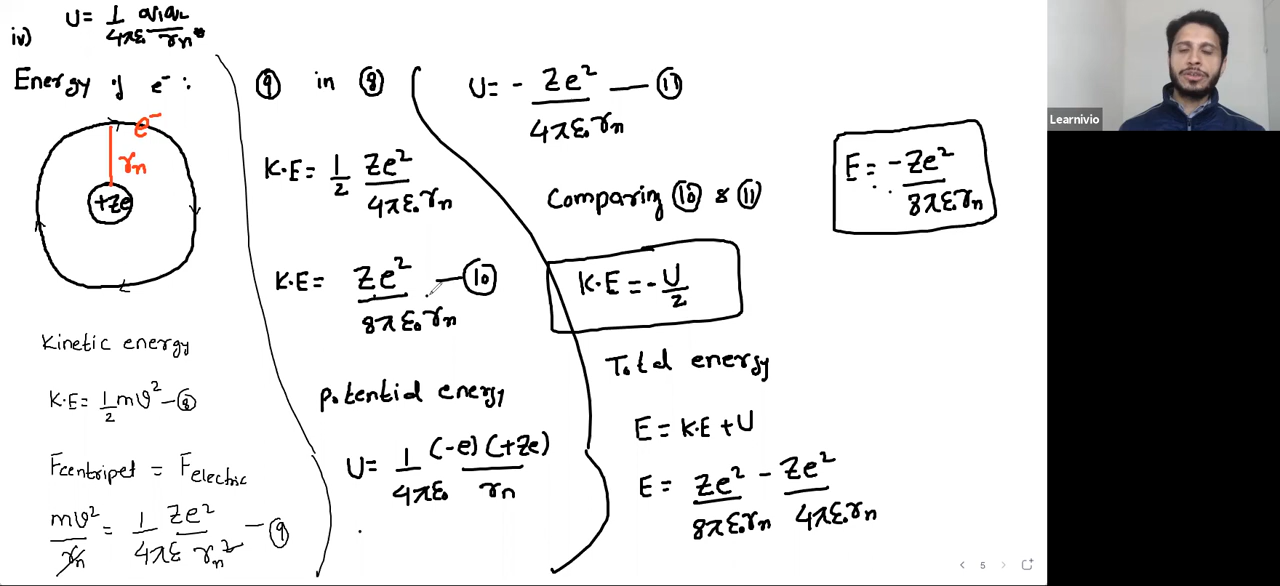 iv) U = 1/4πε₀ q₁q₂/rₙ
Energy of e⁻ :
e⁻
rₙ
+Ze
Kinetic energy
K.E = 1/2 mv² — ⑧
Fcentripet = Felectric
mv²/rₙ = 1/4πε₀ Ze²/rₙ² — ⑨
⑨ in ⑧
K.E = 1/2 Ze²/4πε₀rₙ
K.E = Ze²/8πε₀rₙ — ⑩
Potential energy
U = 1/4πε₀ (-e)(+Ze)/rₙ
U = - Ze²/4πε₀rₙ — ⑪
Comparing ⑩ & ⑪
K.E = - U/2
Total energy
E = K.E + U
E = Ze²/8πε₀rₙ - Ze²/4πε₀rₙ
E = -Ze²/8πε₀rₙ
Learnivio
5